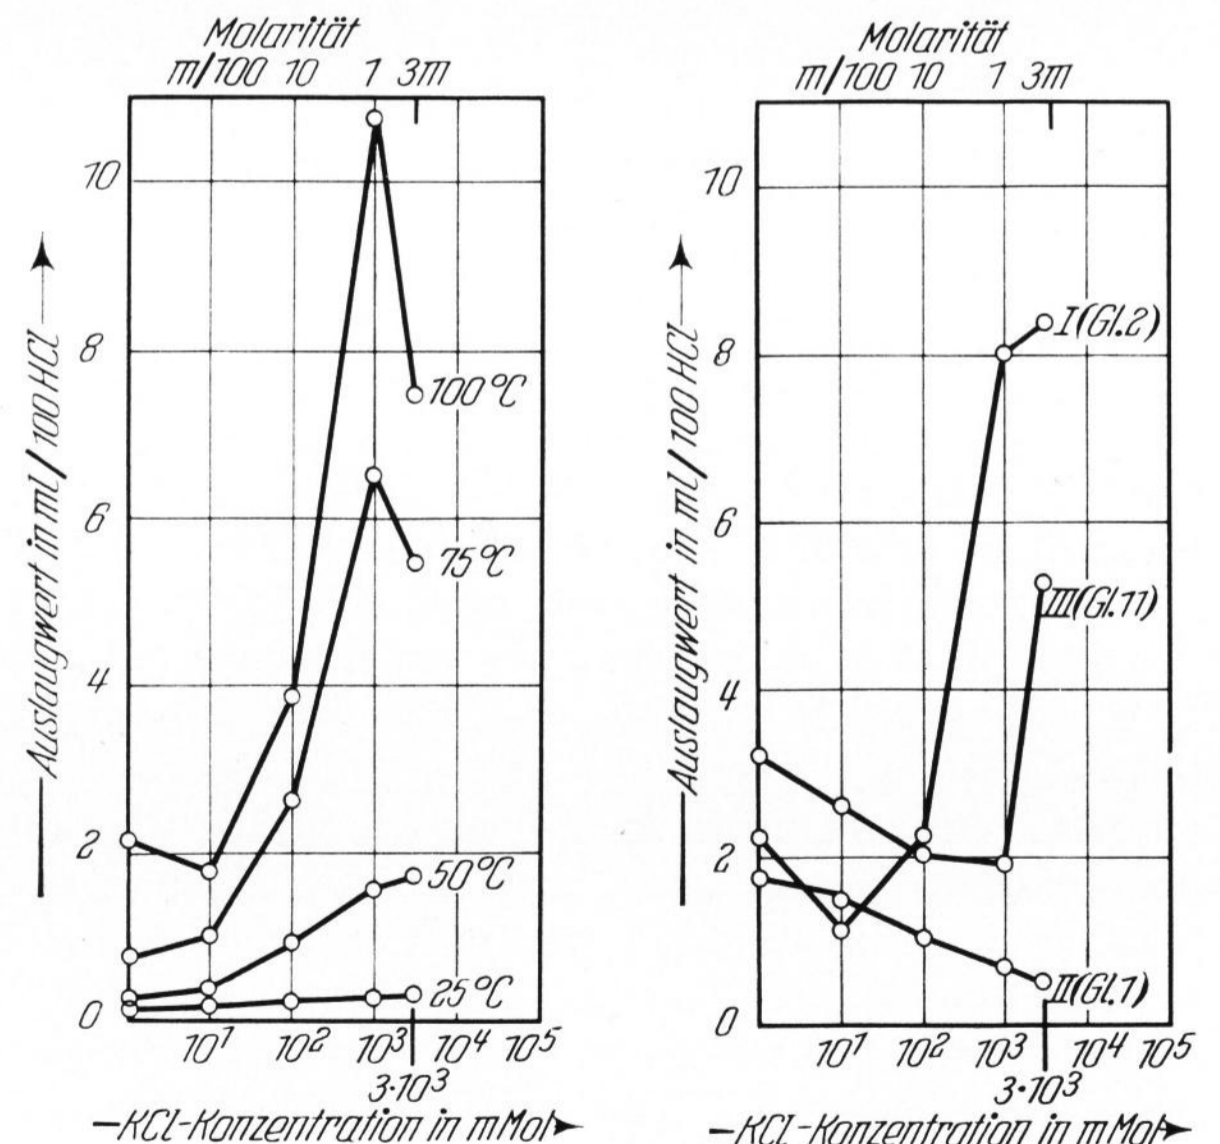 Molarität
m/100 10 1 3m
10
8
6
4
2
0
Auslaugwert in ml/100 HCl
100°C
75°C
50°C
25°C
10¹ 10² 10³ 10⁴ 10⁵
3·10³
KCl-Konzentration in mMol
Molarität
m/100 10 1 3m
10
8
6
4
2
0
Auslaugwert in ml/100 HCl
I(Gl.2)
III(Gl.11)
II(Gl.1)
10¹ 10² 10³ 10⁴ 10⁵
3·10³
KCl-Konzentration in mMol